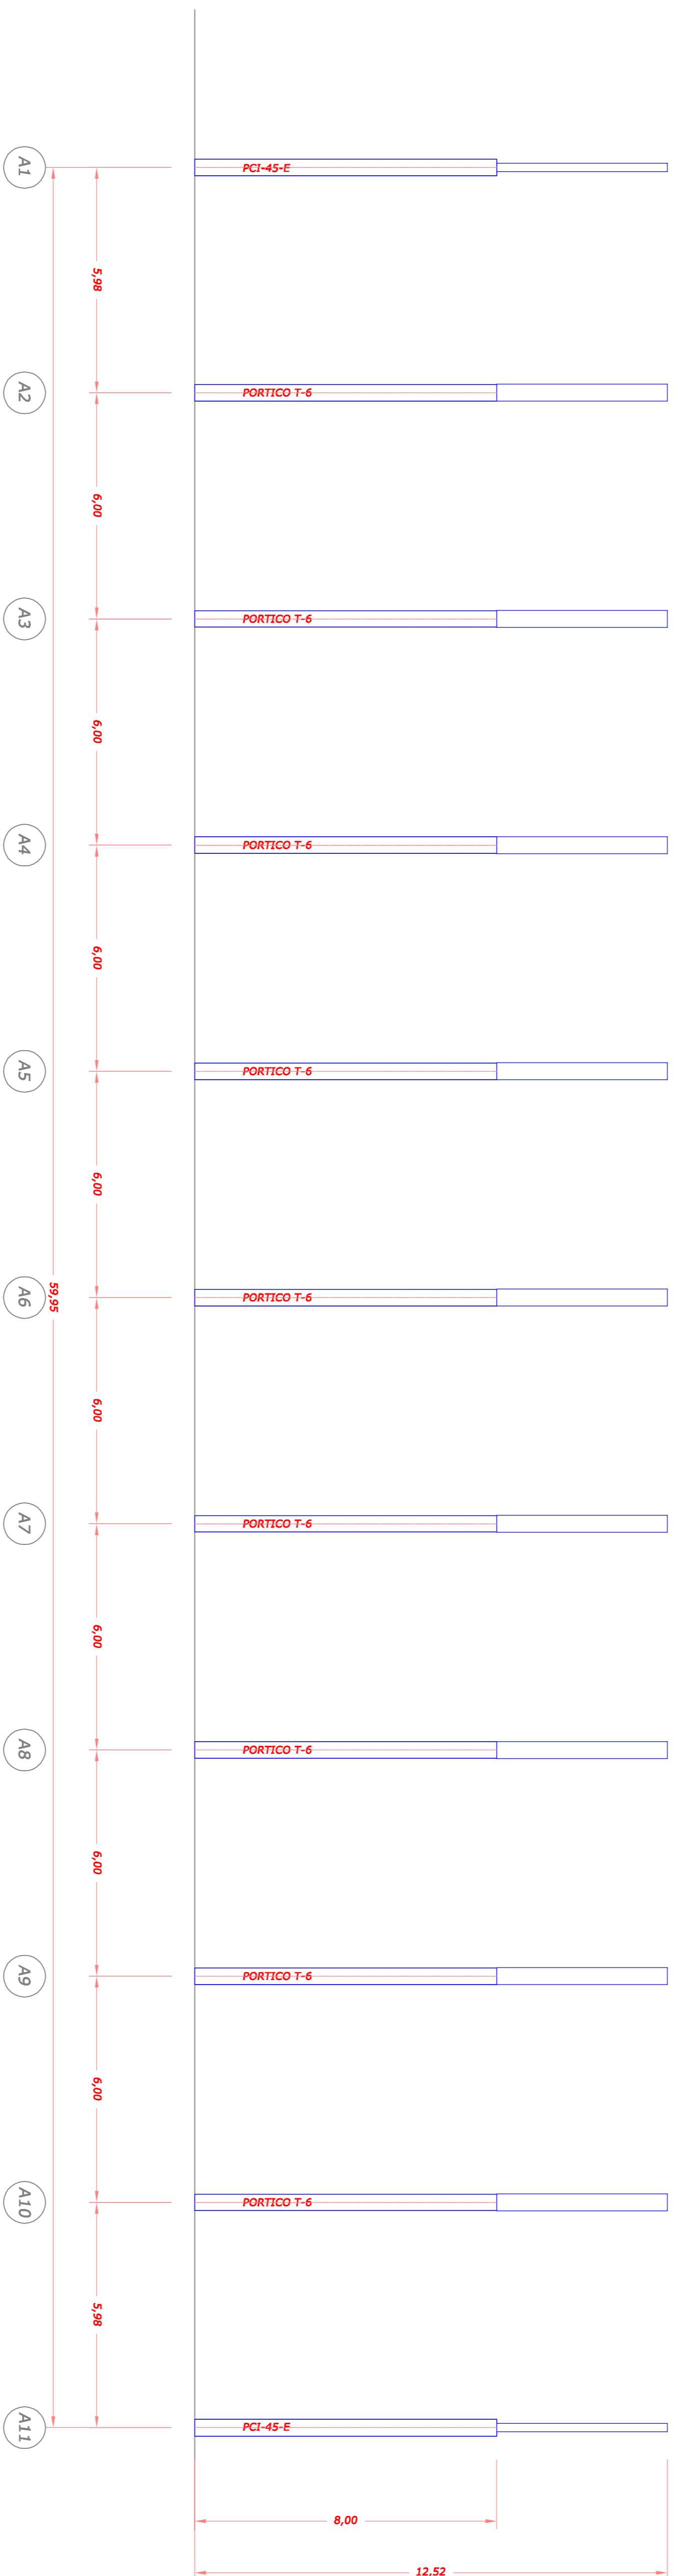 A1
PCI-45-E
5,98
A2
PORTICO T-6
6,00
A3
PORTICO T-6
6,00
A4
PORTICO T-6
6,00
A5
PORTICO T-6
6,00
A6
59,95
PORTICO T-6
6,00
A7
PORTICO T-6
6,00
A8
PORTICO T-6
6,00
A9
PORTICO T-6
6,00
A10
PORTICO T-6
5,98
A11
PCI-45-E
8,00
12,52